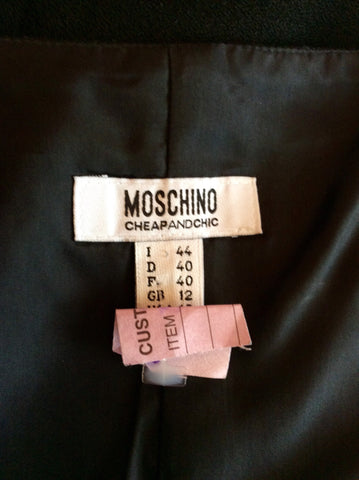 MOSCHINO
CHEAPANDCHIC
I 44
D 40
F 40
GB 12
CUST
ITEM